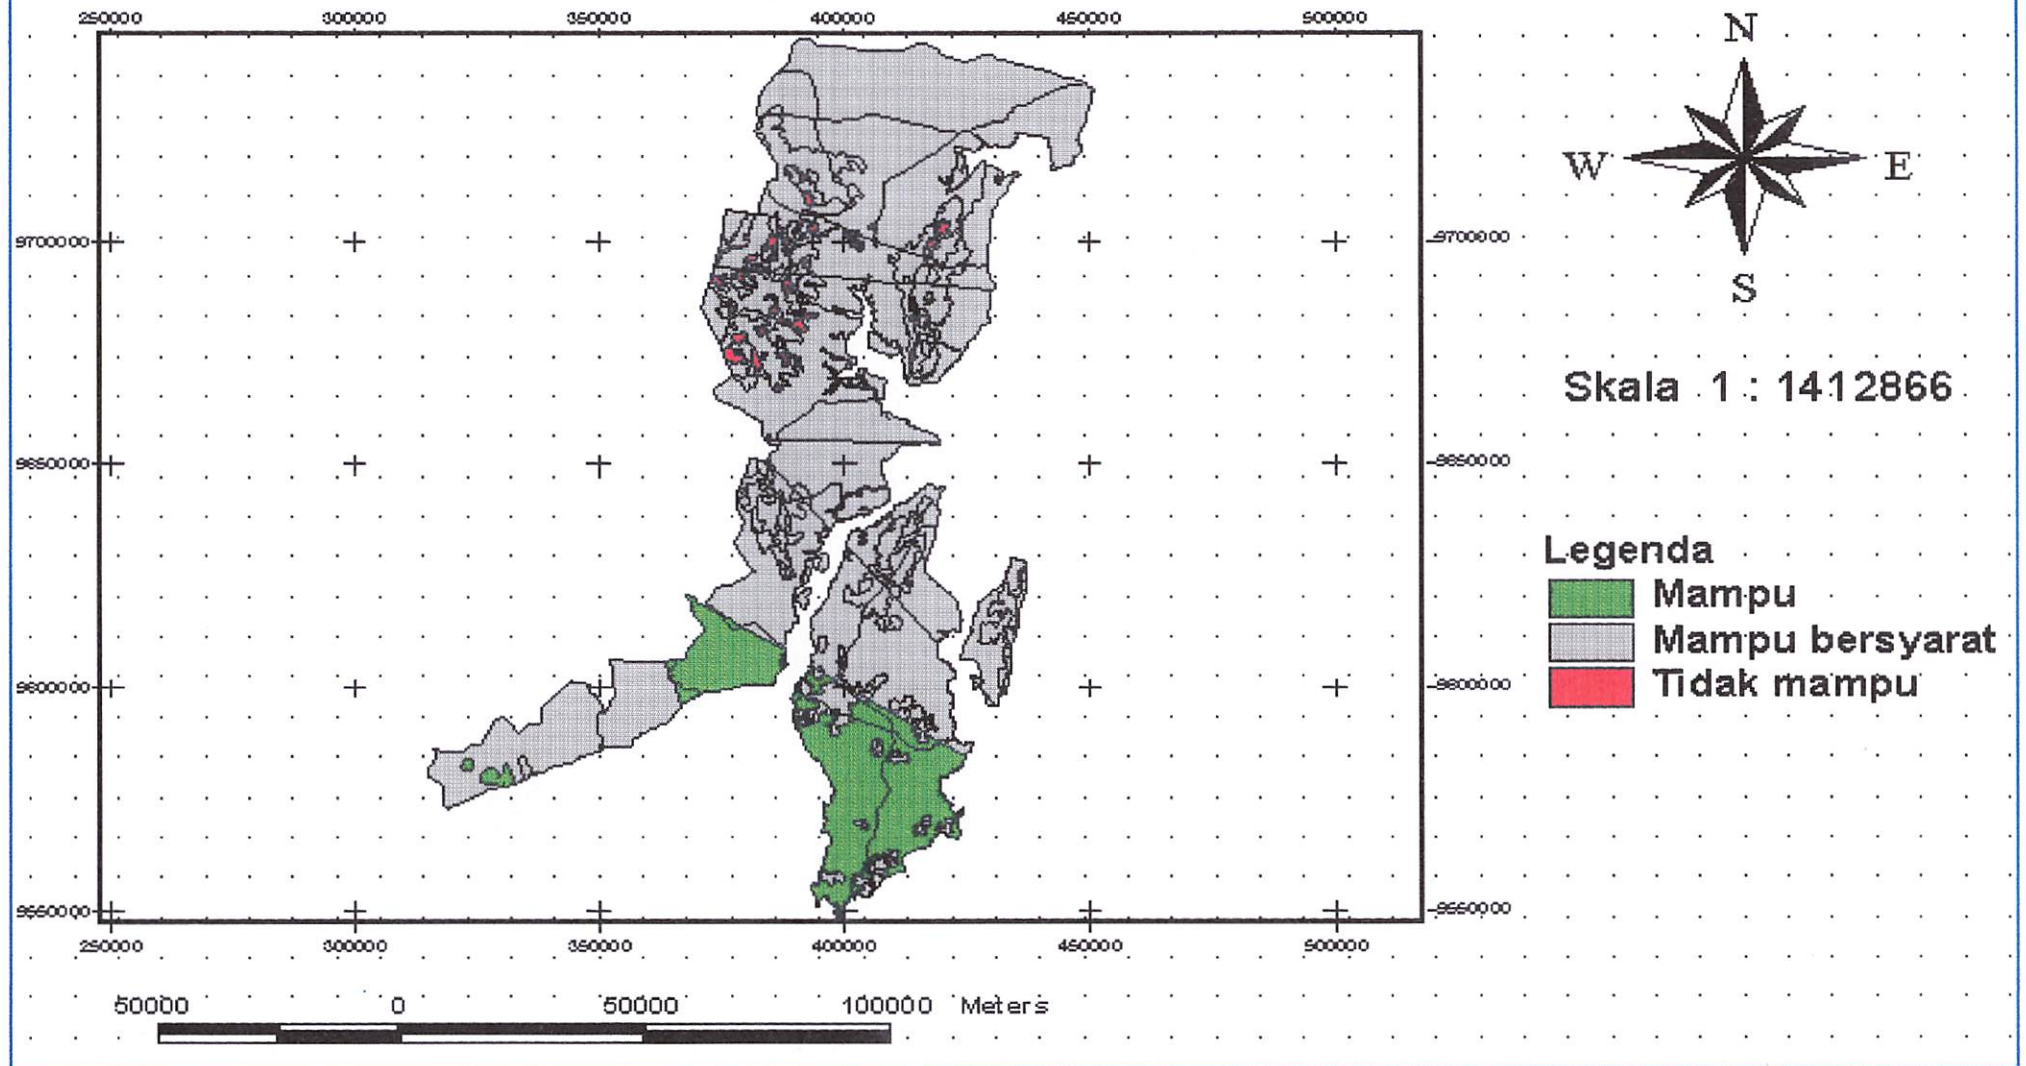 250000 300000 350000 400000 450000 500000
N
W E
S
9700000 9700000
Skala 1 : 1412866
9650000 9650000
Legenda
Mampu
Mampu bersyarat
Tidak mampu
9600000 9600000
9550000 9550000
250000 300000 350000 400000 450000 500000
50000 0 50000 100000 Meters